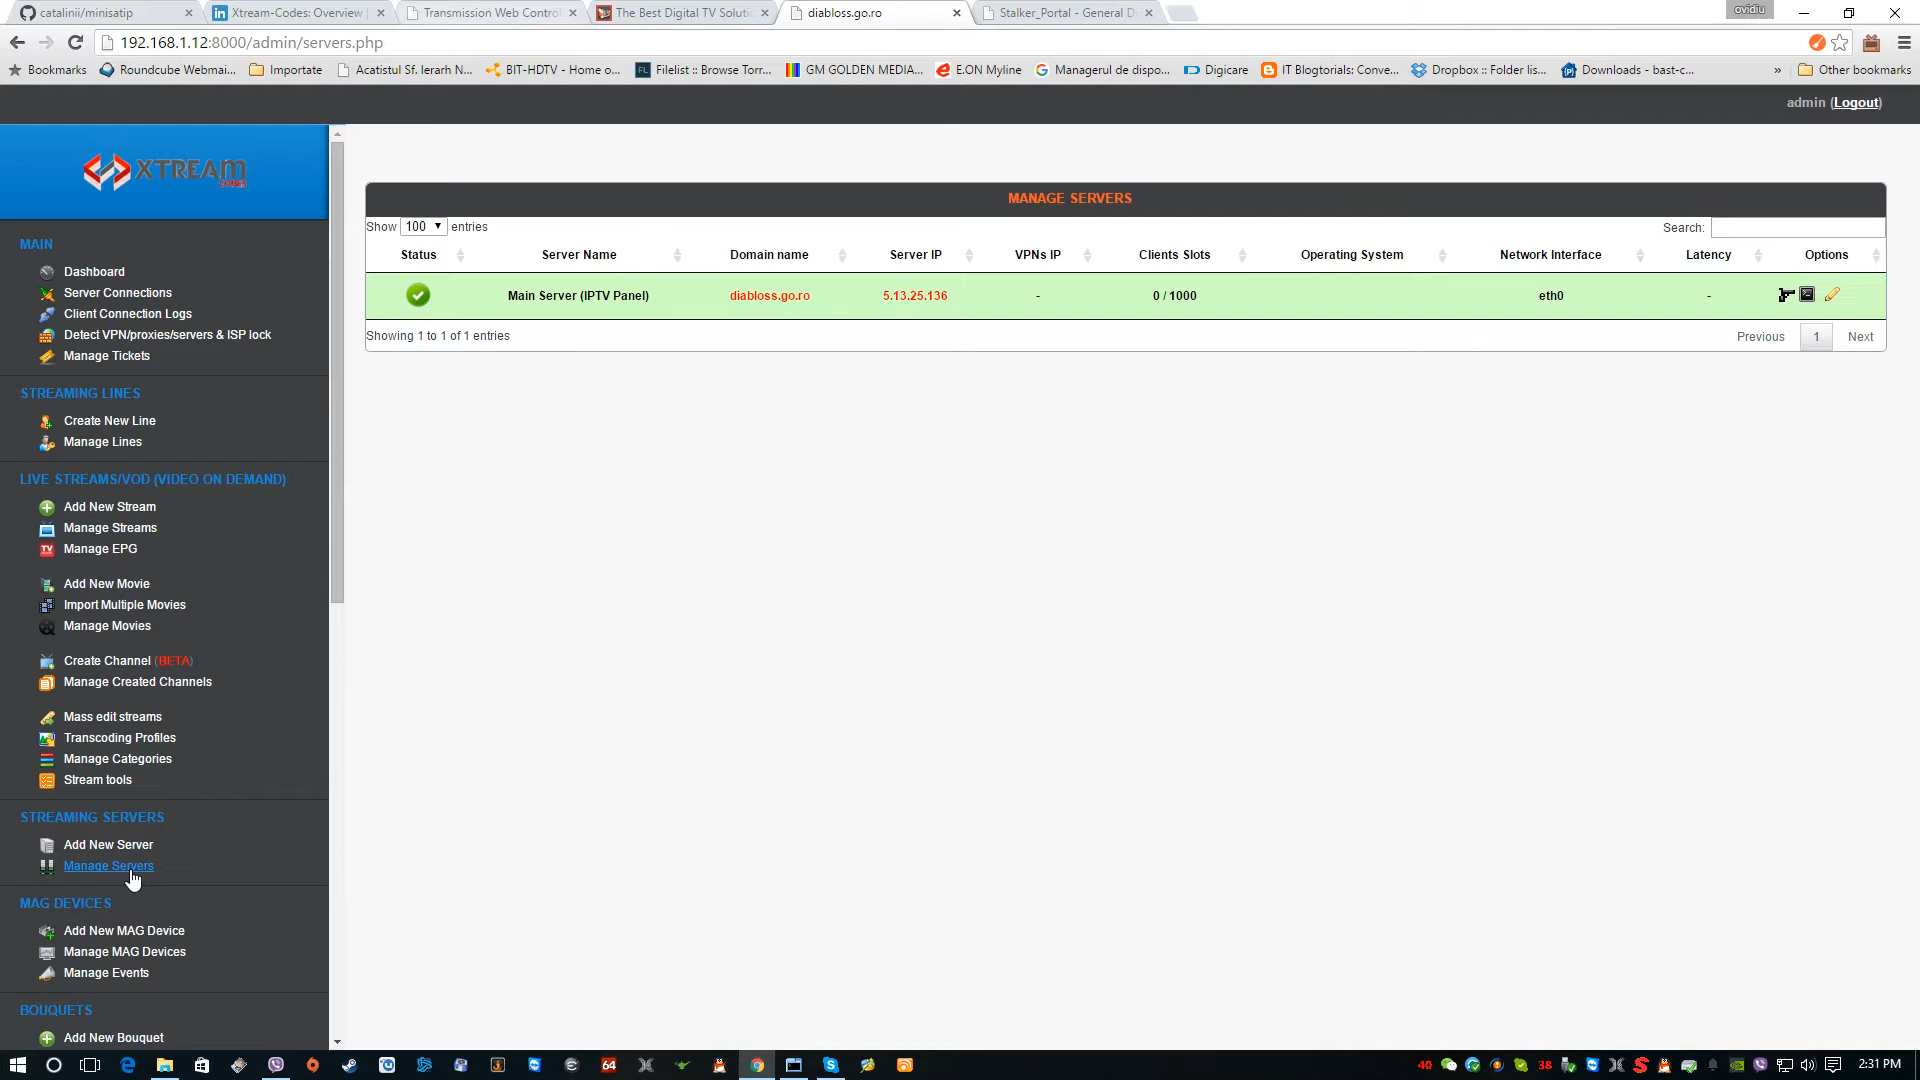 catalinii/minisatip
Xtream-Codes: Overview |
Transmission Web Control
The Best Digital TV Soluti
diabloss.go.ro
Stalker_Portal - General D
ovidiu
192.168.1.12:8000/admin/servers.php
Bookmarks
Roundcube Webmai...
Importate
Acatistul Sf. Ierarh N...
BIT-HDTV - Home o...
Filelist :: Browse Torr...
GM GOLDEN MEDIA...
E.ON Myline
Managerul de dispo...
Digicare
IT Blogtorials: Conve...
Dropbox :: Folder lis...
Downloads - bast-c...
»
Other bookmarks
admin (Logout)
XTREAM
CODES
MAIN
Dashboard
Server Connections
Client Connection Logs
Detect VPN/proxies/servers & ISP lock
Manage Tickets
STREAMING LINES
Create New Line
Manage Lines
LIVE STREAMS/VOD (VIDEO ON DEMAND)
Add New Stream
Manage Streams
Manage EPG
Add New Movie
Import Multiple Movies
Manage Movies
Create Channel (BETA)
Manage Created Channels
Mass edit streams
Transcoding Profiles
Manage Categories
Stream tools
STREAMING SERVERS
Add New Server
Manage Servers
MAG DEVICES
Add New MAG Device
Manage MAG Devices
Manage Events
BOUQUETS
Add New Bouquet
MANAGE SERVERS
Show 100 entries
Search:
Status Server Name Domain name Server IP VPNs IP Clients Slots Operating System Network Interface Latency Options
Main Server (IPTV Panel) diabloss.go.ro 5.13.25.136 - 0 / 1000 eth0 -
Showing 1 to 1 of 1 entries
Previous 1 Next
64
40
38
2:31 PM